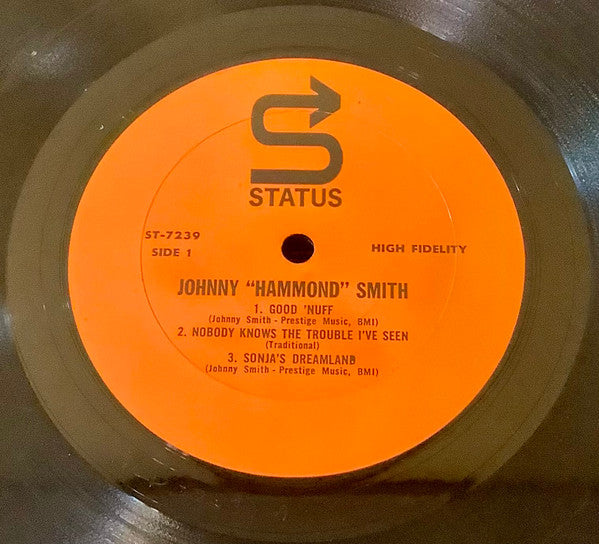 STATUS
ST-7239
SIDE 1
HIGH FIDELITY
JOHNNY “HAMMOND” SMITH
1. GOOD ’NUFF
(Johnny Smith - Prestige Music, BMI)
2. NOBODY KNOWS THE TROUBLE I’VE SEEN
(Traditional)
3. SONJA’S DREAMLAND
(Johnny Smith - Prestige Music, BMI)